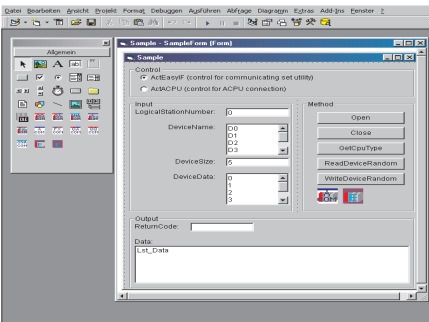 Datei Bearbeiten Ansicht Projekt Format Debuggen Ausführen Abfrage Diagramm Extras Add-Ins Fenster ?
Allgemein
Sample - SampleForm (Form)
Sample
Control
ActEasyIF (control for communicating set utility)
ActACPU (control for ACPU connection)
Input
LogicalStationNumber: 0
DeviceName: D0
D1
D2
D3
DeviceSize: 5
DeviceData: 0
1
2
3
Method
Open
Close
GetCpuType
ReadDeviceRandom
WriteDeviceRandom
Output
ReturnCode:
Data:
Lst_Data